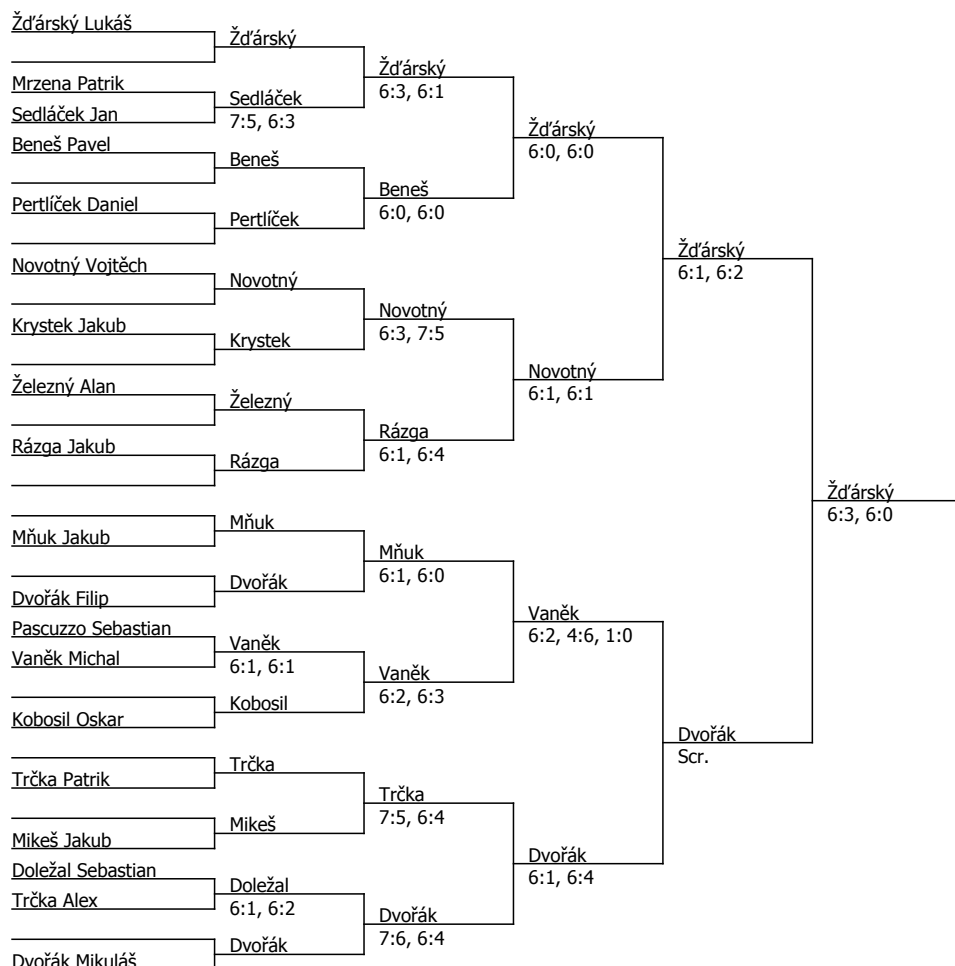 Žďárský Lukáš
Mrzena Patrik
Sedláček Jan
Beneš Pavel
Pertlíček Daniel
Novotný Vojtěch
Krystek Jakub
Železný Alan
Rázga Jakub
Mňuk Jakub
Dvořák Filip
Pascuzzo Sebastian
Vaněk Michal
Kobosil Oskar
Trčka Patrik
Mikeš Jakub
Doležal Sebastian
Trčka Alex
Dvořák Mikuláš
Žďárský
Sedláček
7:5, 6:3
Beneš
Pertlíček
Novotný
Krystek
Železný
Rázga
Mňuk
Dvořák
Vaněk
6:1, 6:1
Kobosil
Trčka
Mikeš
Doležal
6:1, 6:2
Dvořák
Žďárský
6:3, 6:1
Beneš
6:0, 6:0
Novotný
6:3, 7:5
Rázga
6:1, 6:4
Mňuk
6:1, 6:0
Vaněk
6:2, 6:3
Trčka
7:5, 6:4
Dvořák
7:6, 6:4
Žďárský
6:0, 6:0
Novotný
6:1, 6:1
Vaněk
6:2, 4:6, 1:0
Dvořák
6:1, 6:4
Žďárský
6:1, 6:2
Dvořák
Scr.
Žďárský
6:3, 6:0